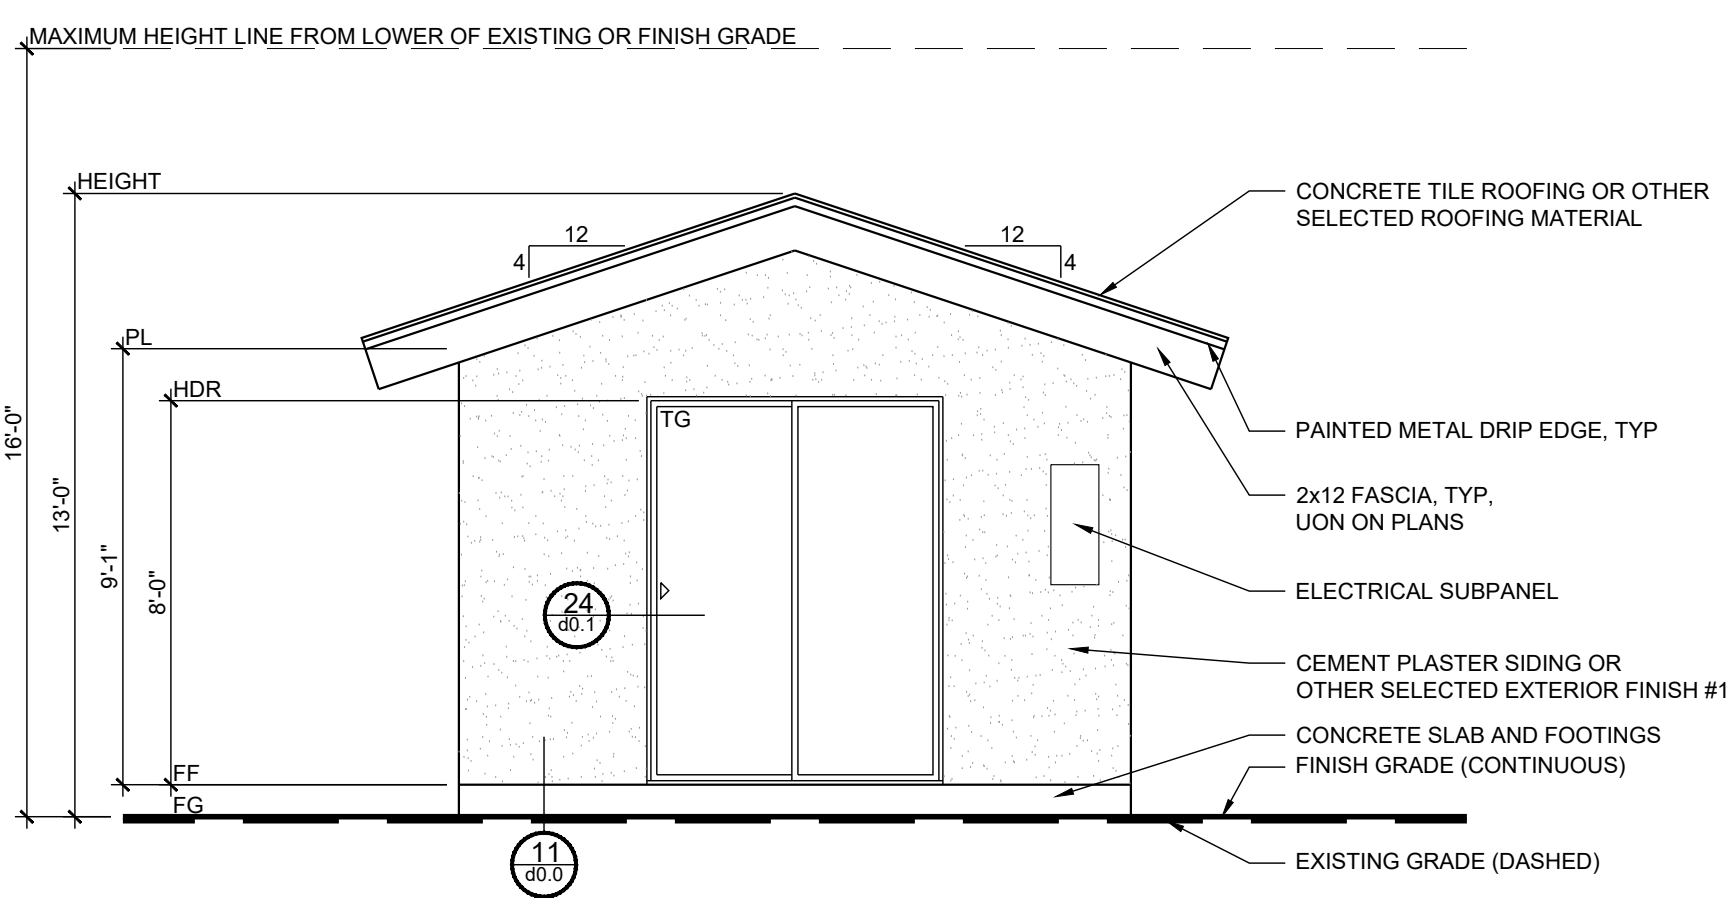 MAXIMUM HEIGHT LINE FROM LOWER OF EXISTING OR FINISH GRADE
HEIGHT
CONCRETE TILE ROOFING OR OTHER
SELECTED ROOFING MATERIAL
12
4
12
4
PL
HDR
16'-0"
13'-0"
9'-1"
8'-0"
TG
PAINTED METAL DRIP EDGE, TYP
2x12 FASCIA, TYP,
UON ON PLANS
ELECTRICAL SUBPANEL
24
d0.1
CEMENT PLASTER SIDING OR
OTHER SELECTED EXTERIOR FINISH #1
CONCRETE SLAB AND FOOTINGS
FINISH GRADE (CONTINUOUS)
FF
FG
11
d0.0
EXISTING GRADE (DASHED)